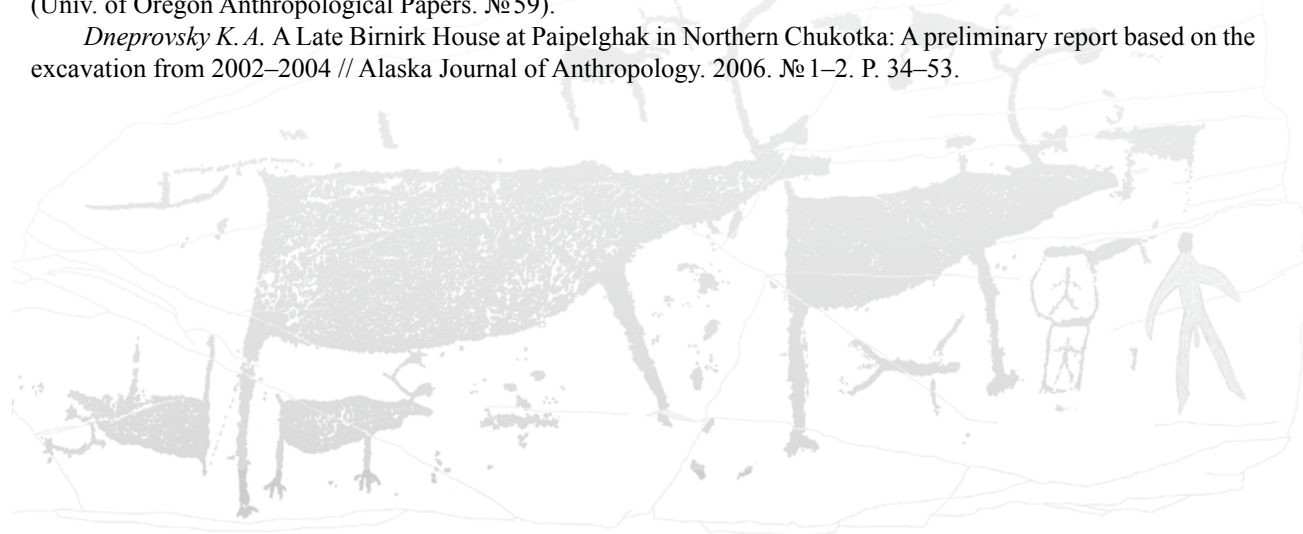 (Univ. of Oregon Anthropological Papers. № 59).
Dneprovsky K. A. A Late Birnirk House at Paipelghak in Northern Chukotka: A preliminary report based on the
excavation from 2002–2004 // Alaska Journal of Anthropology. 2006. № 1–2. P. 34–53.